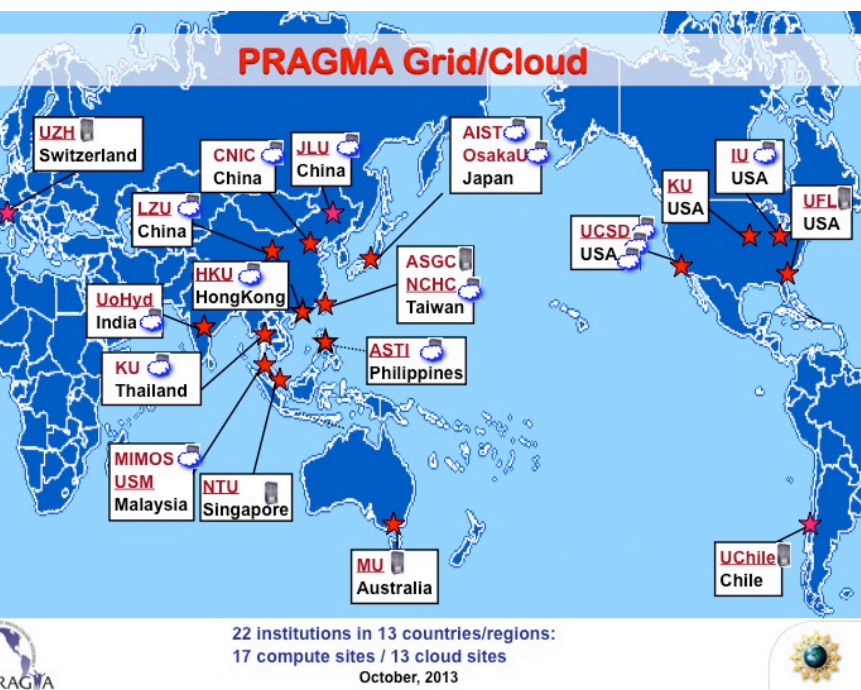 PRAGMA Grid/Cloud
UZH
Switzerland
CNIC
China
JLU
China
AIST
OsakaU
Japan
IU
USA
KU
USA
UFL
USA
LZU
China
UCSD
USA
HKU
HongKong
ASGC
NCHC
Taiwan
UoHyd
India
ASTI
Philippines
KU
Thailand
MIMOS
USM
Malaysia
NTU
Singapore
MU
Australia
UChile
Chile
22 institutions in 13 countries/regions:
17 compute sites / 13 cloud sites
October, 2013